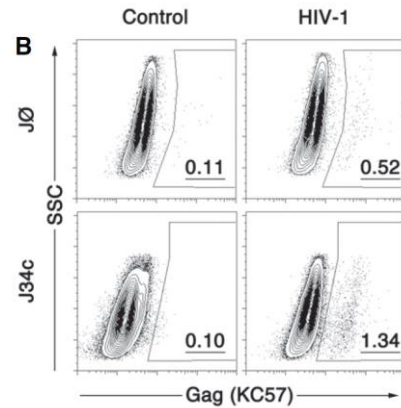 Control HIV-1
B
JØ
0.11 0.52
SSC
J34c
0.10 1.34
Gag (KC57)